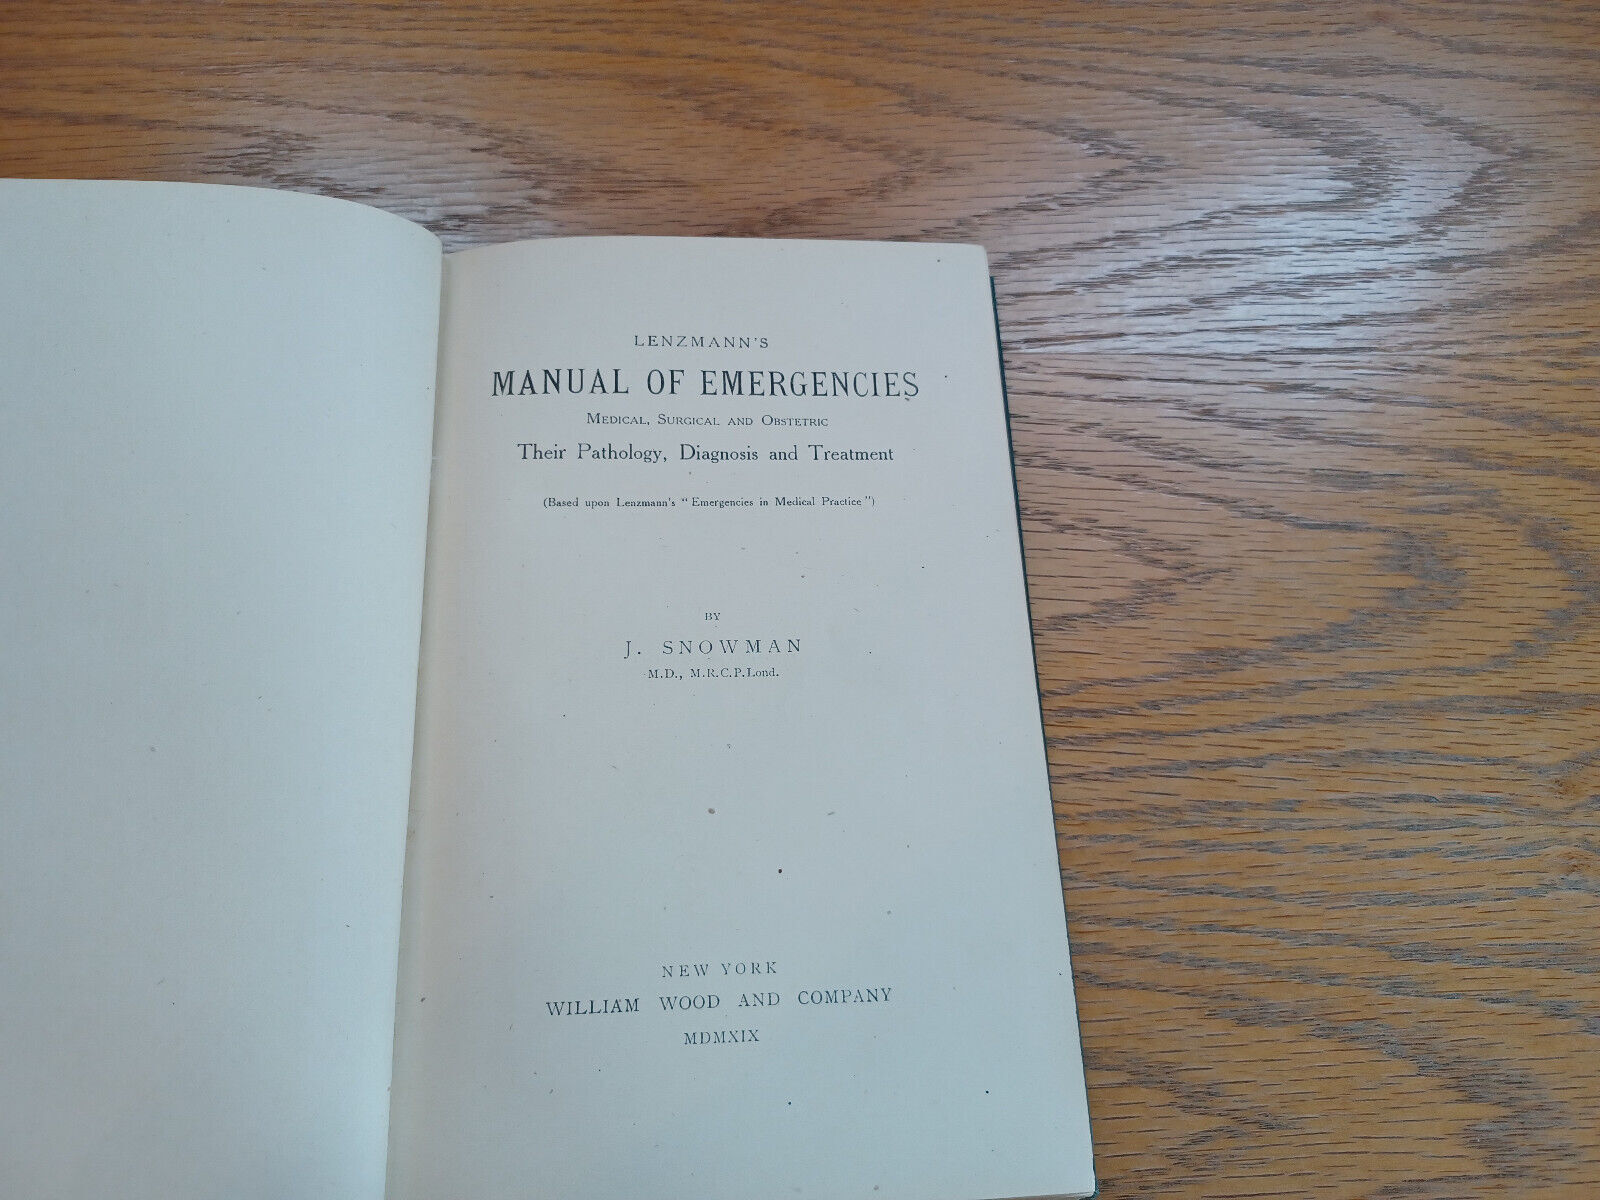 LENZMANN'S
MANUAL OF EMERGENCIES
MEDICAL, SURGICAL AND OBSTETRIC
Their Pathology, Diagnosis and Treatment
(Based upon Lenzmann's "Emergencies in Medical Practice")
BY
J. SNOWMAN
M.D., M.R.C.P.Lond.
NEW YORK
WILLIAM WOOD AND COMPANY
MDMXIX